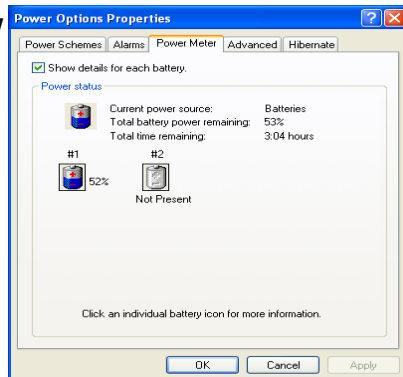 Power Options Properties
Power Schemes Alarms Power Meter Advanced Hibernate
Show details for each battery.
Power status
Current power source: Batteries
Total battery power remaining: 53%
Total time remaining: 3:04 hours
#1 #2
52%
Not Present
Click an individual battery icon for more information.
OK Cancel Apply